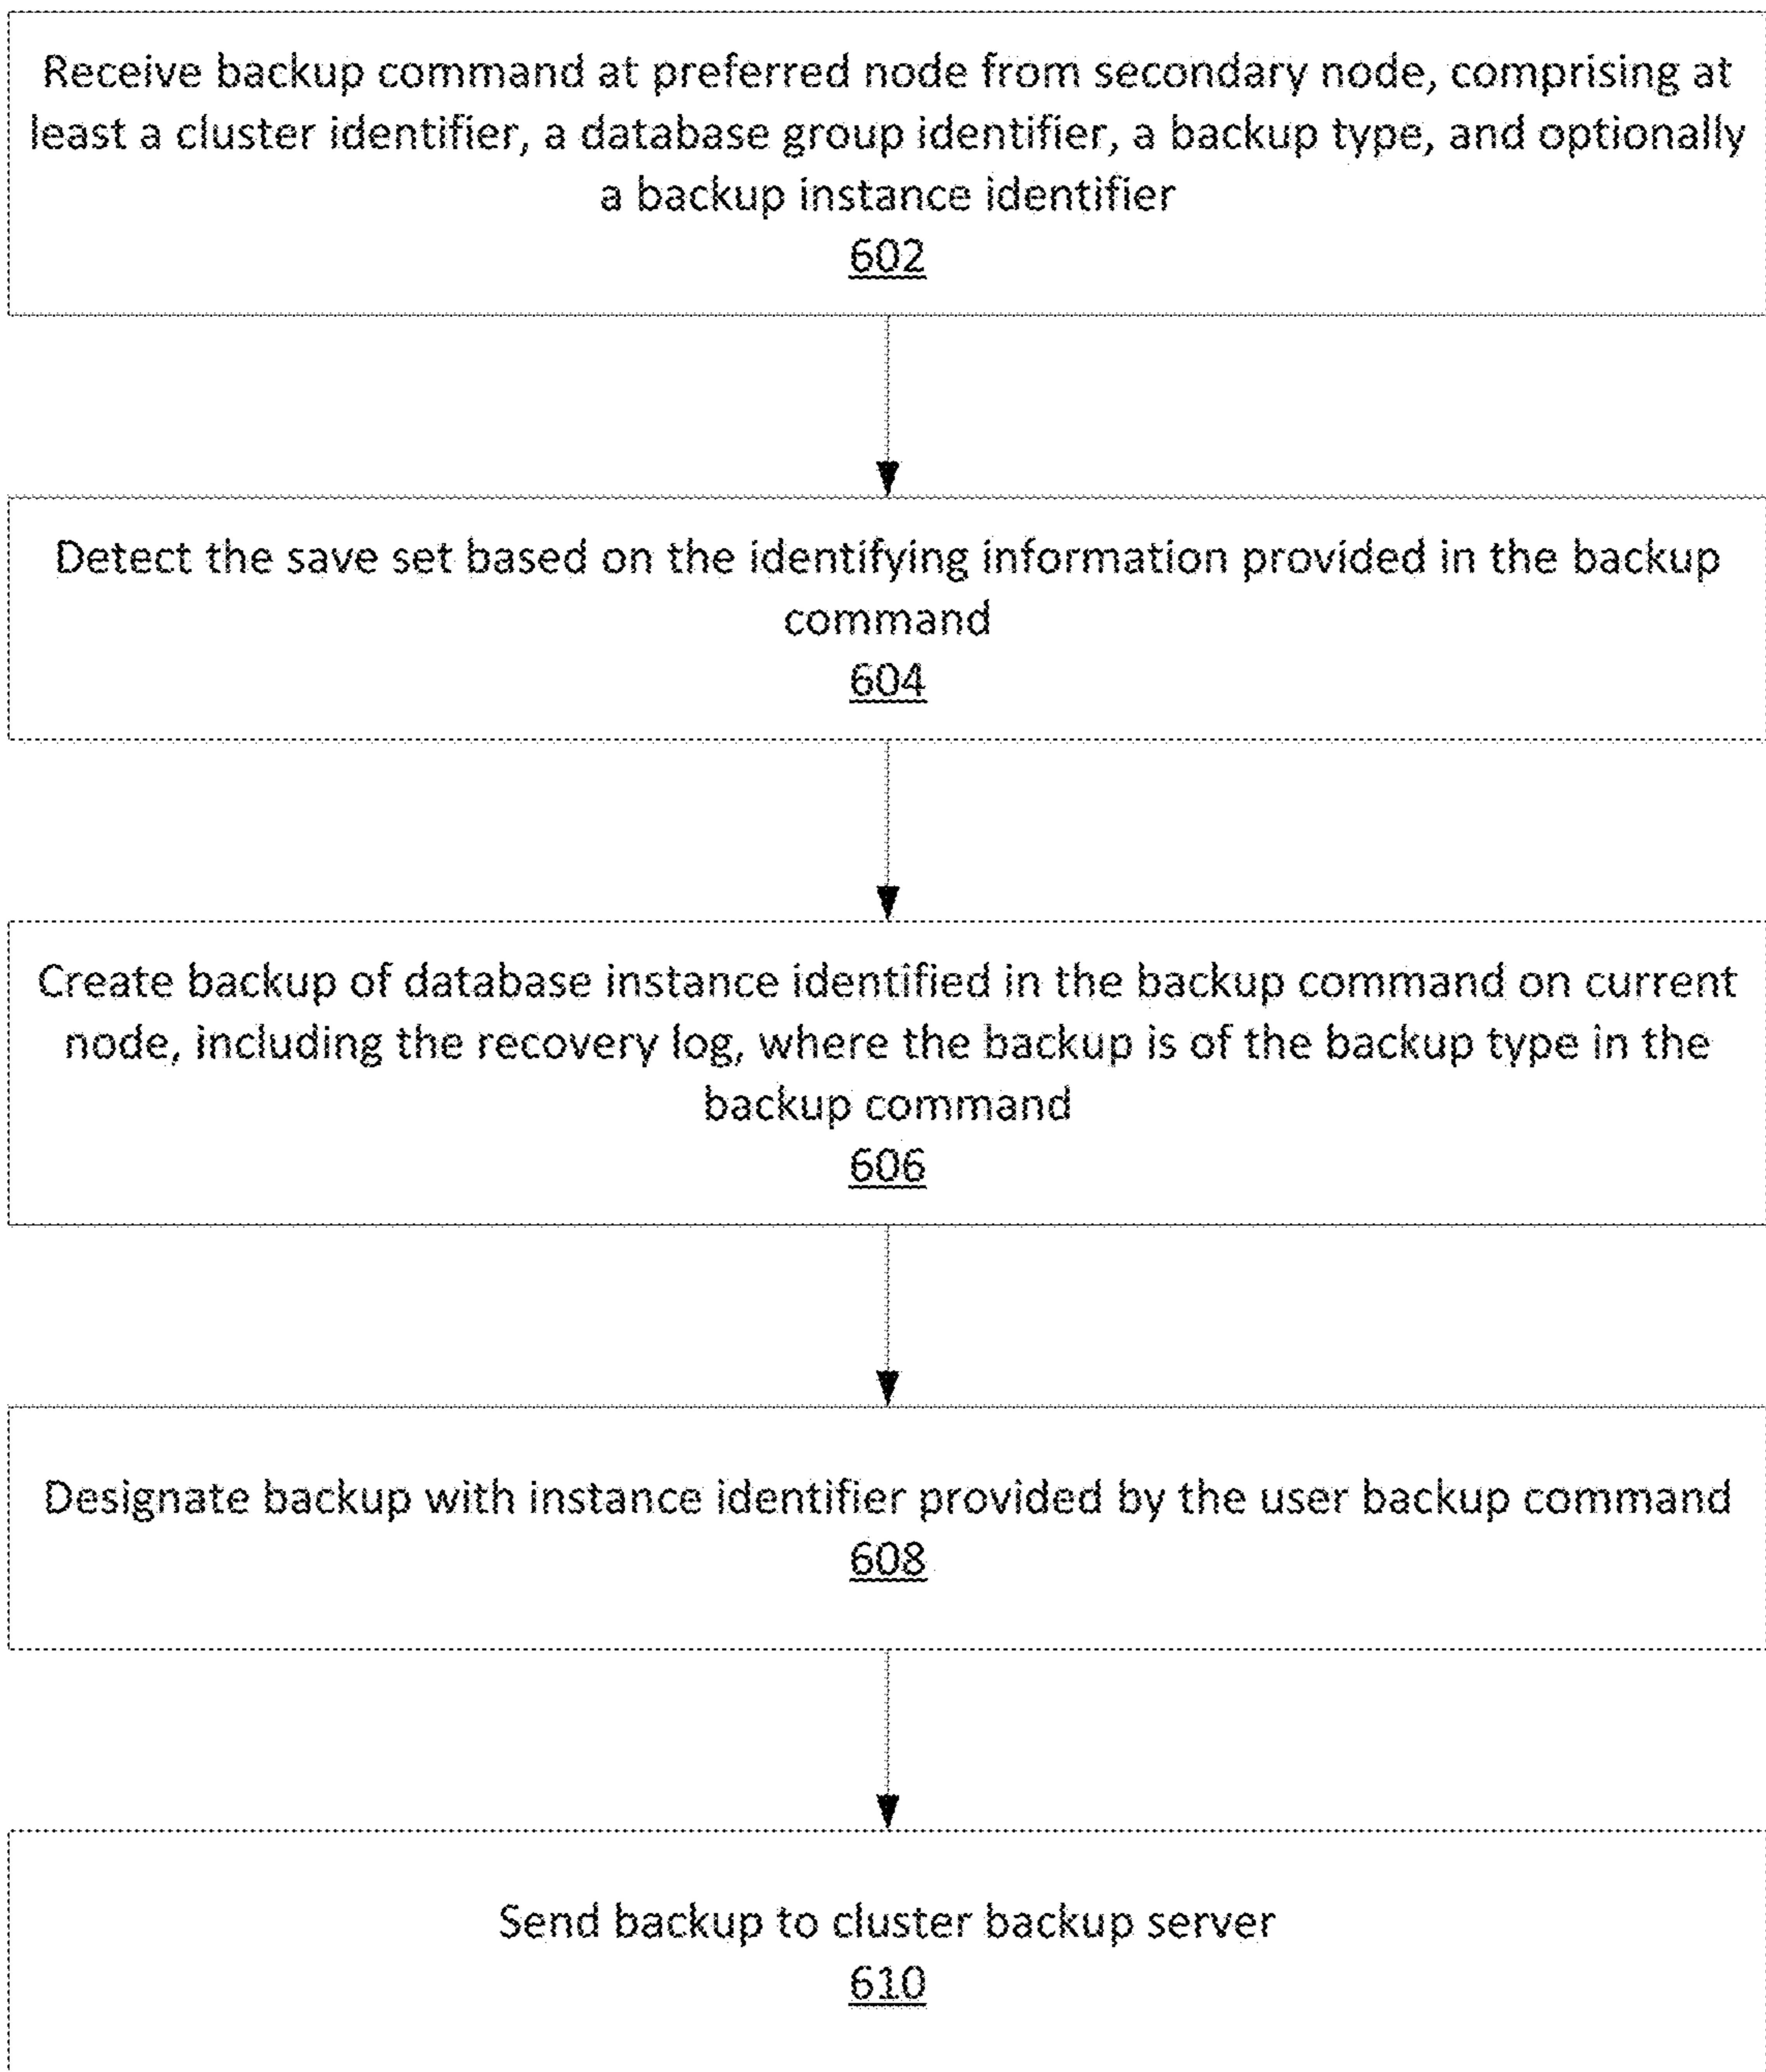 Receive backup command at preferred node from secondary node, comprising at
least a cluster identifier, a database group identifier, a backup type, and optionally
a backup instance identifier
602
Detect the save set based on the identifying information provided in the backup
command
604
Create backup of database instance identified in the backup command on current
node, including the recovery log, where the backup is of the backup type in the
backup command
606
Designate backup with instance identifier provided by the user backup command
608
Send backup to cluster backup server
610